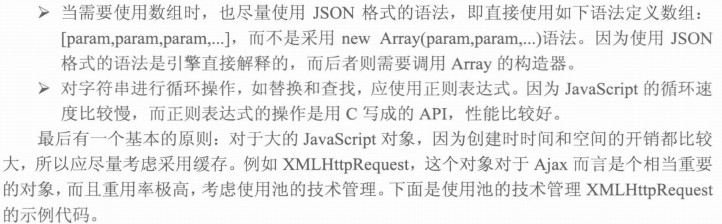 ➢ 当需要使用数组时，也尽量使用 JSON 格式的语法，即直接使用如下语法定义数组：
[param,param,param,...]，而不是采用 new Array(param,param,...)语法。因为使用 JSON
格式的语法是引擎直接解释的，而后者则需要调用 Array 的构造器。
➢ 对字符串进行循环操作，如替换和查找，应使用正则表达式。因为 JavaScript 的循环速
度比较慢，而正则表达式的操作是用 C 写成的 API，性能比较好。
最后有一个基本的原则：对于大的 JavaScript 对象，因为创建时时间和空间的开销都比较
大，所以应尽量考虑采用缓存。例如 XMLHttpRequest，这个对象对于 Ajax 而言是个相当重要
的对象，而且重用率极高，考虑使用池的技术管理。下面是使用池的技术管理 XMLHttpRequest
的示例代码。